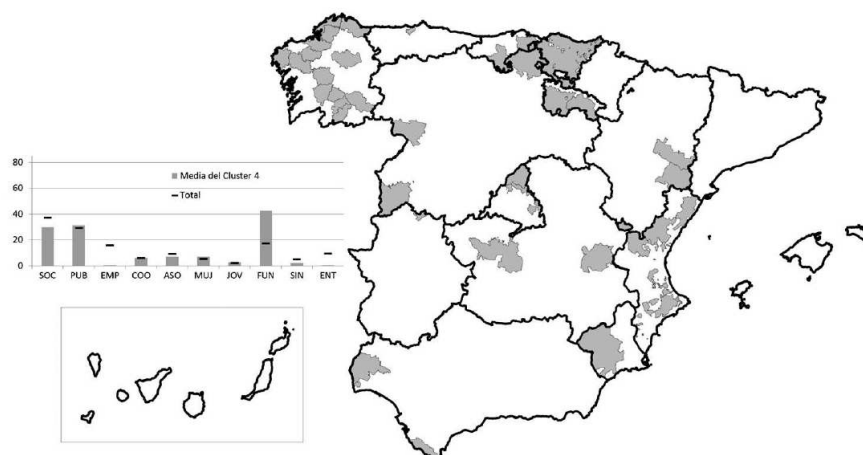 80
60
40
20
0
Media del Cluster 4
Total
SOC PUB EMP COO ASO MUJ JOV FUN SIN ENT